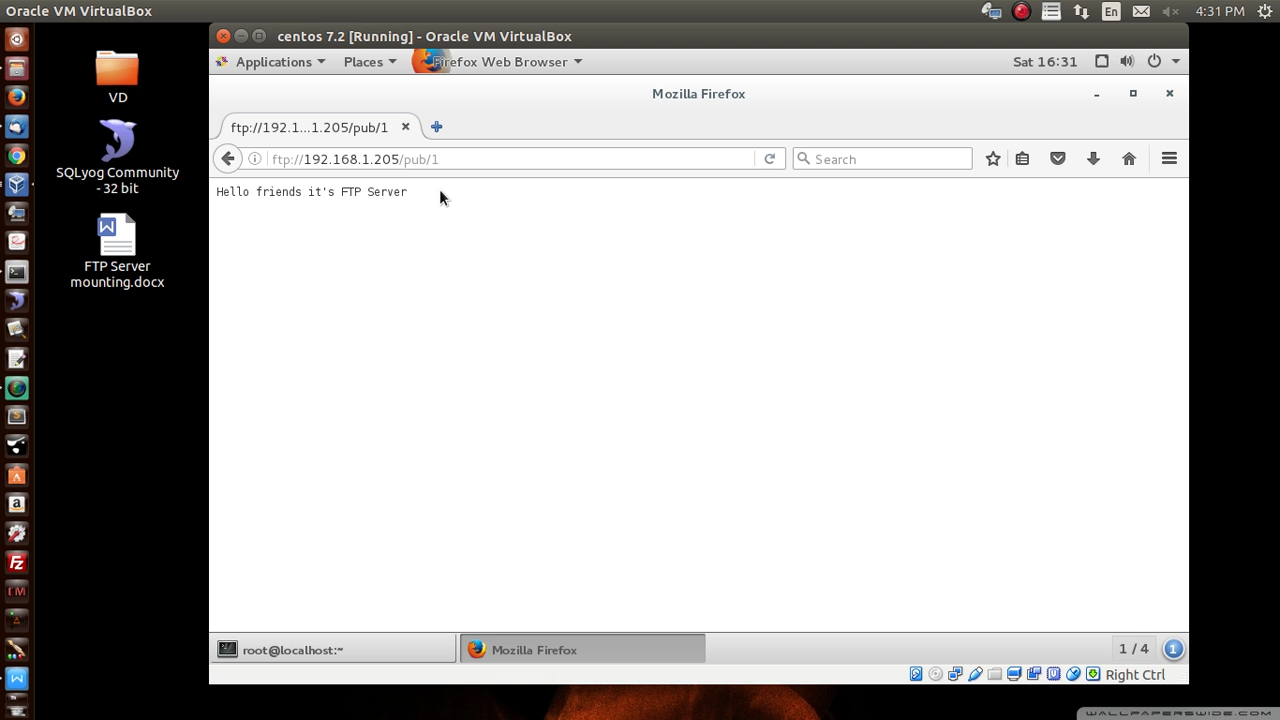 Oracle VM VirtualBox
En
4:31 PM
VD
SQLyog Community
- 32 bit
FTP Server
mounting.docx
centos 7.2 [Running] - Oracle VM VirtualBox
Applications
Places
Firefox Web Browser
Sat 16:31
Mozilla Firefox
ftp://192.1...1.205/pub/1
ftp://192.168.1.205/pub/1
Search
Hello friends it's FTP Server
root@localhost:~
Mozilla Firefox
1 / 4
1
Right Ctrl
WALLPAPERSWIDE.COM